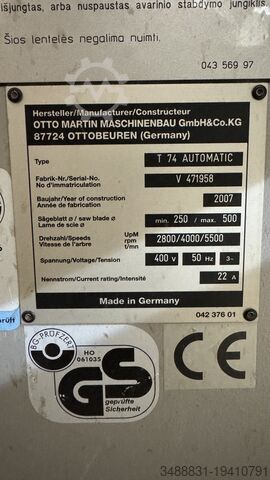 išjungtas, arba nuspaustas avarinio stabdymo jungiklis.
Šios lentelės negalima nuimti.
043 569 97
Hersteller/Manufacturer/Constructeur
OTTO MARTIN MASCHINENBAU GmbH&Co.KG
87724 OTTOBEUREN (Germany)
Type T 74 AUTOMATIC
Fabrik-Nr./Serial-No. V 471958
No d'immatriculation
Baujahr/Year of construction 2007
Année de fabrication
Sägeblatt ø / saw blade ø min. 250 / max. 500
Lame de scie ø
Drehzahl/Speeds UpM 2800/4000/5500
Vitesse de l'arbre rpm
t/mn
Spannung/Voltage/Tension 400 V 50 Hz 3~
Nennstrom/Current rating/Intensité 22 A
Made in Germany
042 376 01
prüft
BG-PRÜFZERT
HO
061035
GS
geprüfte
Sicherheit
CE
3488831-19410791